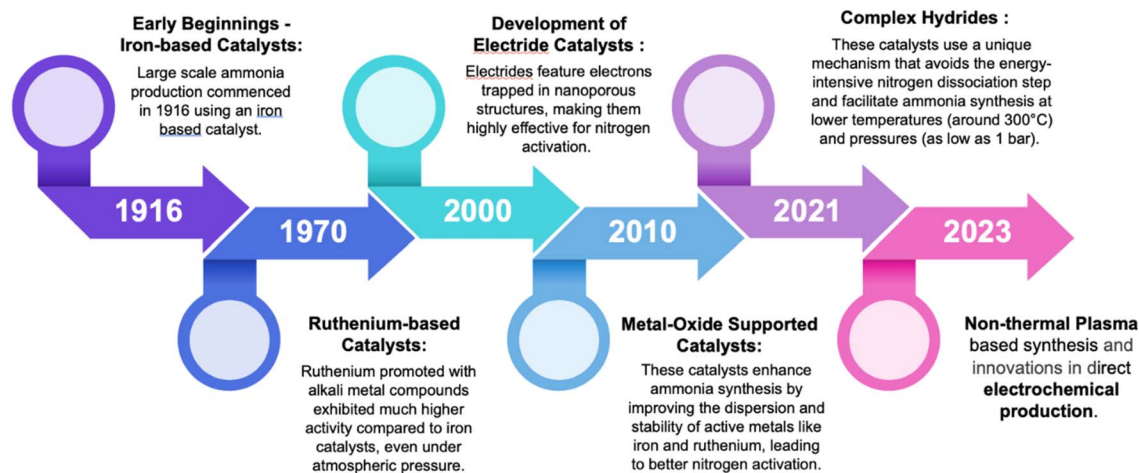 Early Beginnings -
Iron-based Catalysts:
Large scale ammonia
production commenced
in 1916 using an iron
based catalyst.
1916
Ruthenium-based
Catalysts:
Ruthenium promoted with
alkali metal compounds
exhibited much higher
activity compared to iron
catalysts, even under
atmospheric pressure.
1970
Development of
Electride Catalysts :
Electrides feature electrons
trapped in nanoporous
structures, making them
highly effective for nitrogen
activation.
2000
Metal-Oxide Supported
Catalysts:
These catalysts enhance
ammonia synthesis by
improving the dispersion and
stability of active metals like
iron and ruthenium, leading
to better nitrogen activation.
2010
Complex Hydrides :
These catalysts use a unique
mechanism that avoids the energy-
intensive nitrogen dissociation step
and facilitate ammonia synthesis at
lower temperatures (around 300°C)
and pressures (as low as 1 bar).
2021
2023
Non-thermal Plasma
based synthesis and
innovations in direct
electrochemical
production.